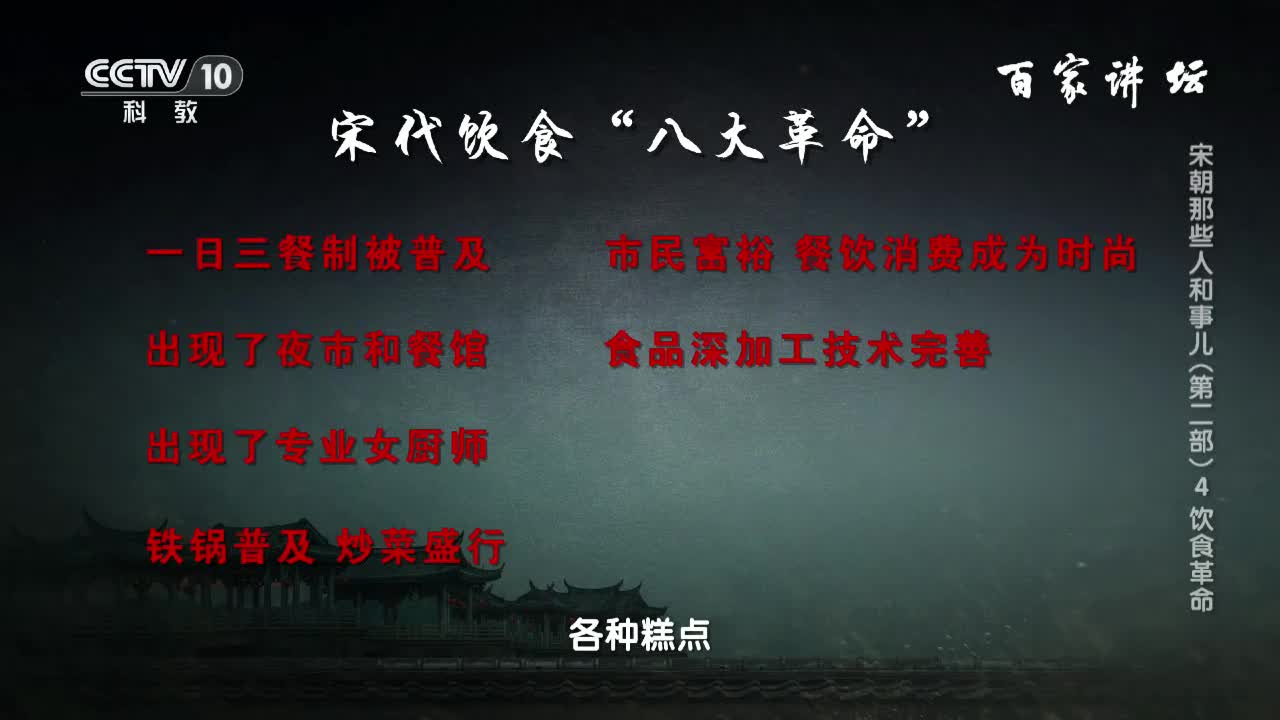 CCTV 10
科教
百家讲坛
宋代饮食“八大革命”
一日三餐制被普及
市民富裕 餐饮消费成为时尚
出现了夜市和餐馆
食品深加工技术完善
出现了专业女厨师
铁锅普及 炒菜盛行
各种糕点
宋朝那些人和事儿（第二部）4 饮食革命